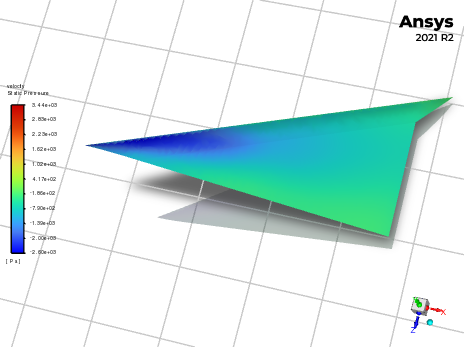 Ansys
2021 R2
velocity
Static Pressure
3.44e+03
2.83e+03
2.23e+03
1.62e+03
1.02e+03
4.17e+02
-1.86e+02
-7.90e+02
-1.39e+03
-2.00e+03
-2.60e+03
[ Pa ]
X
Z